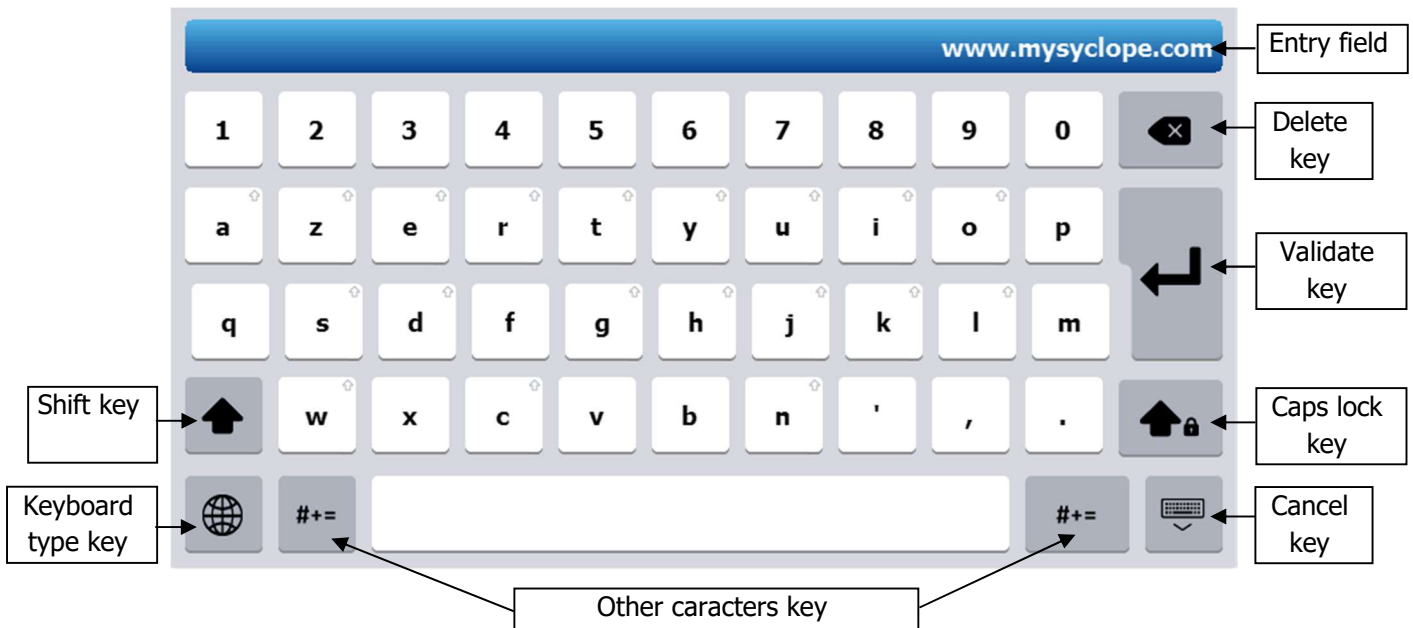 www.mysyclope.com
Entry field
1 2 3 4 5 6 7 8 9 0
Delete
key
a z e r t y u i o p
Validate
key
q s d f g h j k l m
Shift key
w x c v b n ' , .
Caps lock
key
Keyboard
type key
#+= #+=
Cancel
key
Other caracters key